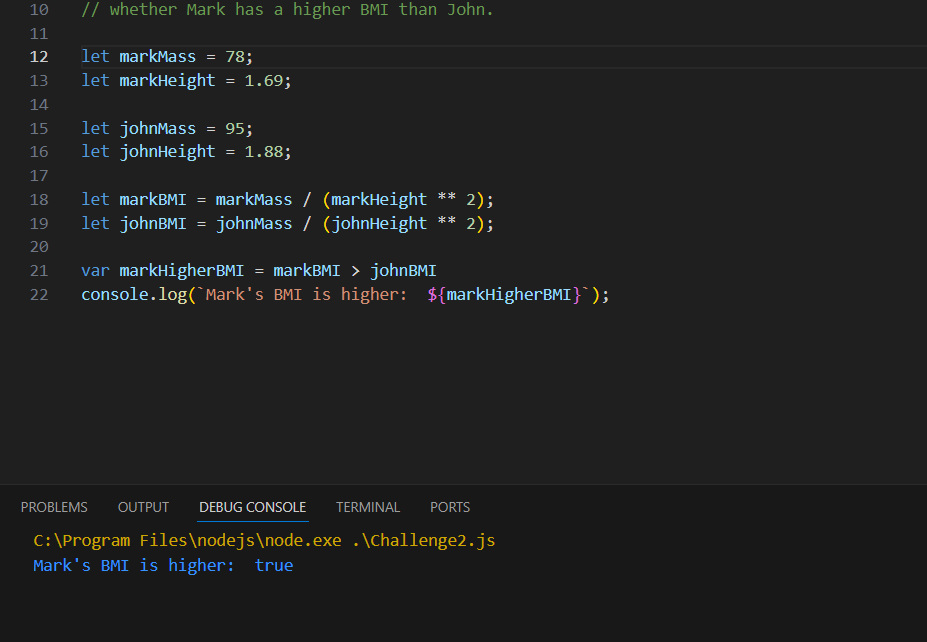 10 // whether Mark has a higher BMI than John.
11
12 let markMass = 78;
13 let markHeight = 1.69;
14
15 let johnMass = 95;
16 let johnHeight = 1.88;
17
18 let markBMI = markMass / (markHeight ** 2);
19 let johnBMI = johnMass / (johnHeight ** 2);
20
21 var markHigherBMI = markBMI > johnBMI
22 console.log(`Mark's BMI is higher:  ${markHigherBMI}`);
PROBLEMS OUTPUT DEBUG CONSOLE TERMINAL PORTS
C:\Program Files\nodejs\node.exe .\Challenge2.js
Mark's BMI is higher:  true